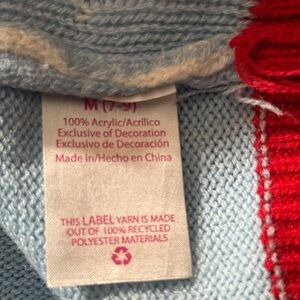 M (7-9)
100% Acrylic/Acrílico
Exclusive of Decoration
Exclusivo de Decoración
Made in/Hecho en China
THIS LABEL YARN IS MADE
OUT OF 100% RECYCLED
POLYESTER MATERIALS